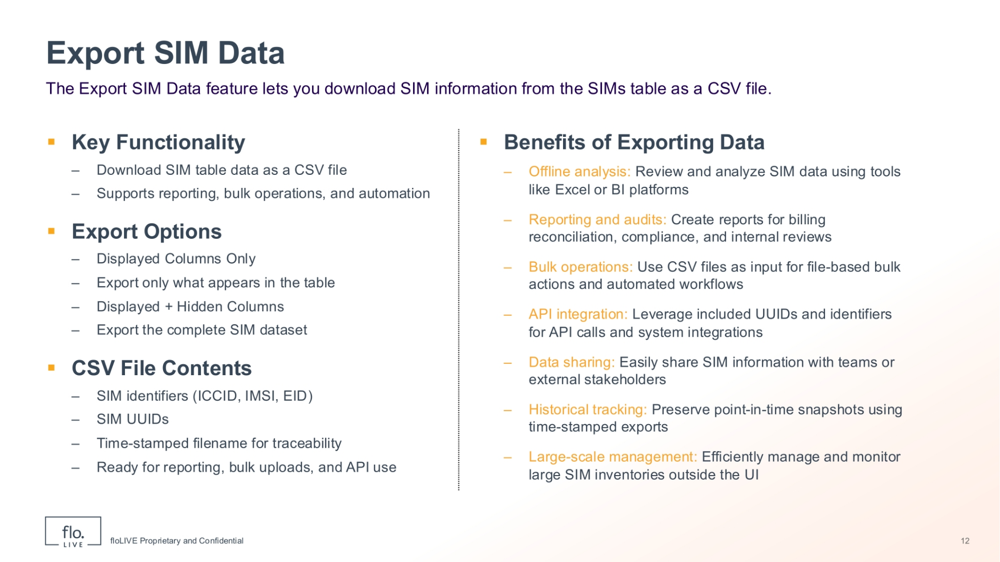 Export SIM Data
The Export SIM Data feature lets you download SIM information from the SIMs table as a CSV file.
▪ Key Functionality
– Download SIM table data as a CSV file
– Supports reporting, bulk operations, and automation
▪ Export Options
– Displayed Columns Only
– Export only what appears in the table
– Displayed + Hidden Columns
– Export the complete SIM dataset
▪ CSV File Contents
– SIM identifiers (ICCID, IMSI, EID)
– SIM UUIDs
– Time-stamped filename for traceability
– Ready for reporting, bulk uploads, and API use
▪ Benefits of Exporting Data
– Offline analysis: Review and analyze SIM data using tools
like Excel or BI platforms
– Reporting and audits: Create reports for billing
reconciliation, compliance, and internal reviews
– Bulk operations: Use CSV files as input for file-based bulk
actions and automated workflows
– API integration: Leverage included UUIDs and identifiers
for API calls and system integrations
– Data sharing: Easily share SIM information with teams or
external stakeholders
– Historical tracking: Preserve point-in-time snapshots using
time-stamped exports
– Large-scale management: Efficiently manage and monitor
large SIM inventories outside the UI
flo.
LIVE
floLIVE Proprietary and Confidential
12